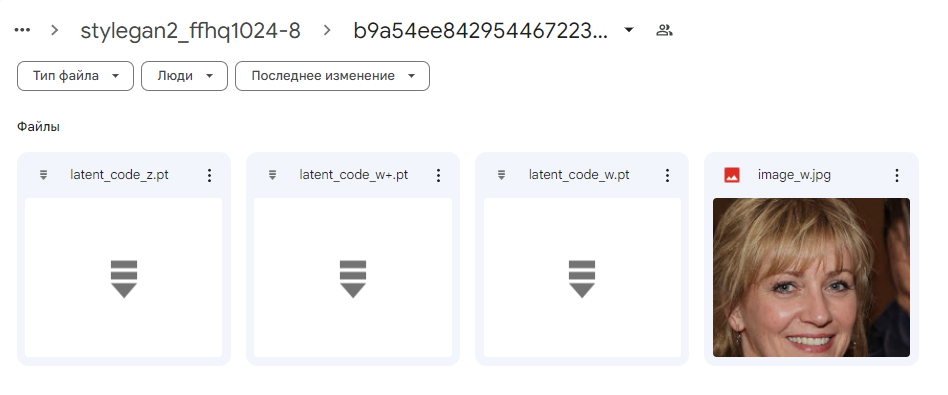 ••• > stylegan2_ffhq1024-8 > b9a54ee842954467223...
Тип файла Люди Последнее изменение
Файлы
latent_code_z.pt latent_code_w+.pt latent_code_w.pt image_w.jpg